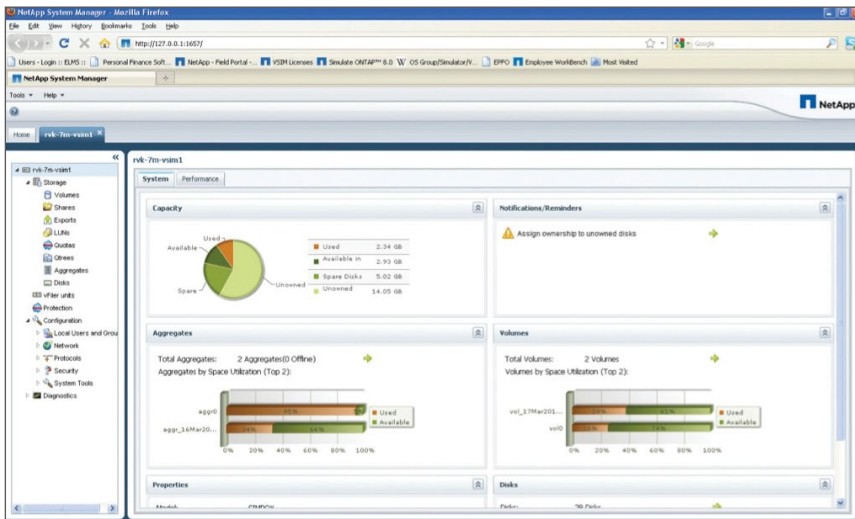 NetApp System Manager - Mozilla Firefox
File Edit View History Bookmarks Tools Help
http://127.0.0.1:1657/
Google
Users - Login :: ELMS :: Personal Finance Soft... NetApp - Field Portal -... VSIM Licenses Simulate ONTAP™ 8.0 W OS Group/Simulator/V... EPFO Employee WorkBench Most Visited
NetApp System Manager
Tools Help
NetApp
Home rvk-7m-vsim1
rvk-7m-vsim1
Storage
Volumes
Shares
Exports
LUNs
Quotas
Qtrees
Aggregates
Disks
vFiler units
Protection
Configuration
Local Users and Grou
Network
Protocols
Security
System Tools
Diagnostics
rvk-7m-vsim1
System Performance
Capacity
Used
Available
Spare
Unowned
Used 2.34 GB
Available in 2.93 GB
Spare Disks 5.02 GB
Unowned 14.05 GB
Notifications/Reminders
Assign ownership to unowned disks
Aggregates
Total Aggregates: 2 Aggregates(0 Offline)
Aggregates by Space Utilization (Top 2):
aggr0
aggr_16Mar20...
Used
Available
0% 20% 40% 60% 80% 100%
Volumes
Total Volumes: 2 Volumes
Volumes by Space Utilization (Top 2):
vol_17Mar201...
vol0
Used
Available
0% 20% 40% 60% 80% 100%
Properties
Disks